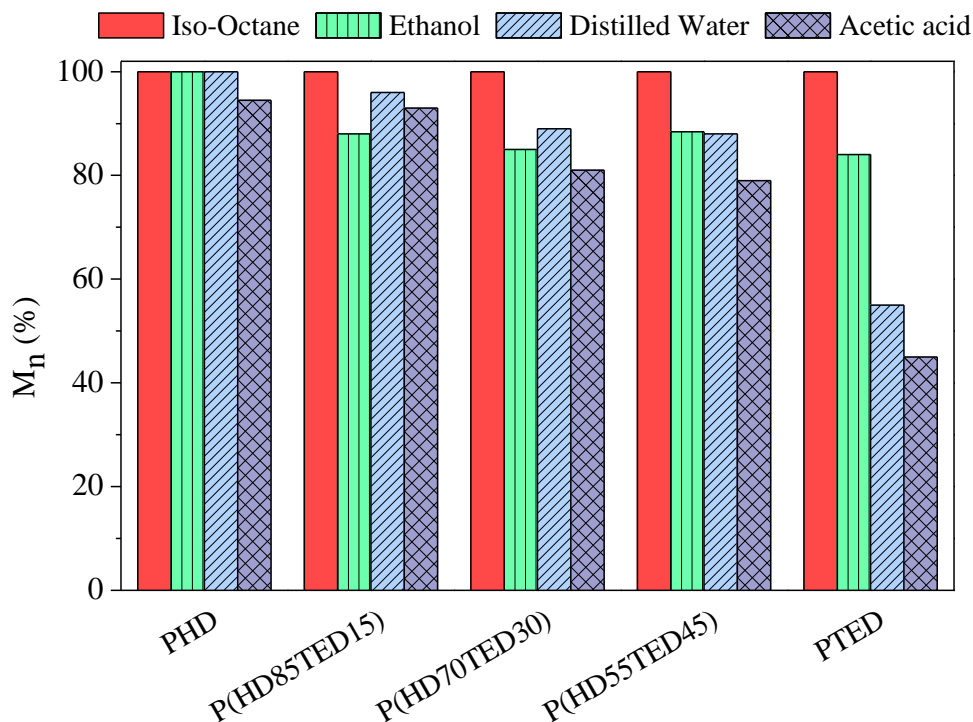 Iso-Octane Ethanol Distilled Water Acetic acid
100
80
60
40
20
0
Mn (%)
PHD
P(HD85TED15)
P(HD70TED30)
P(HD55TED45)
PTED